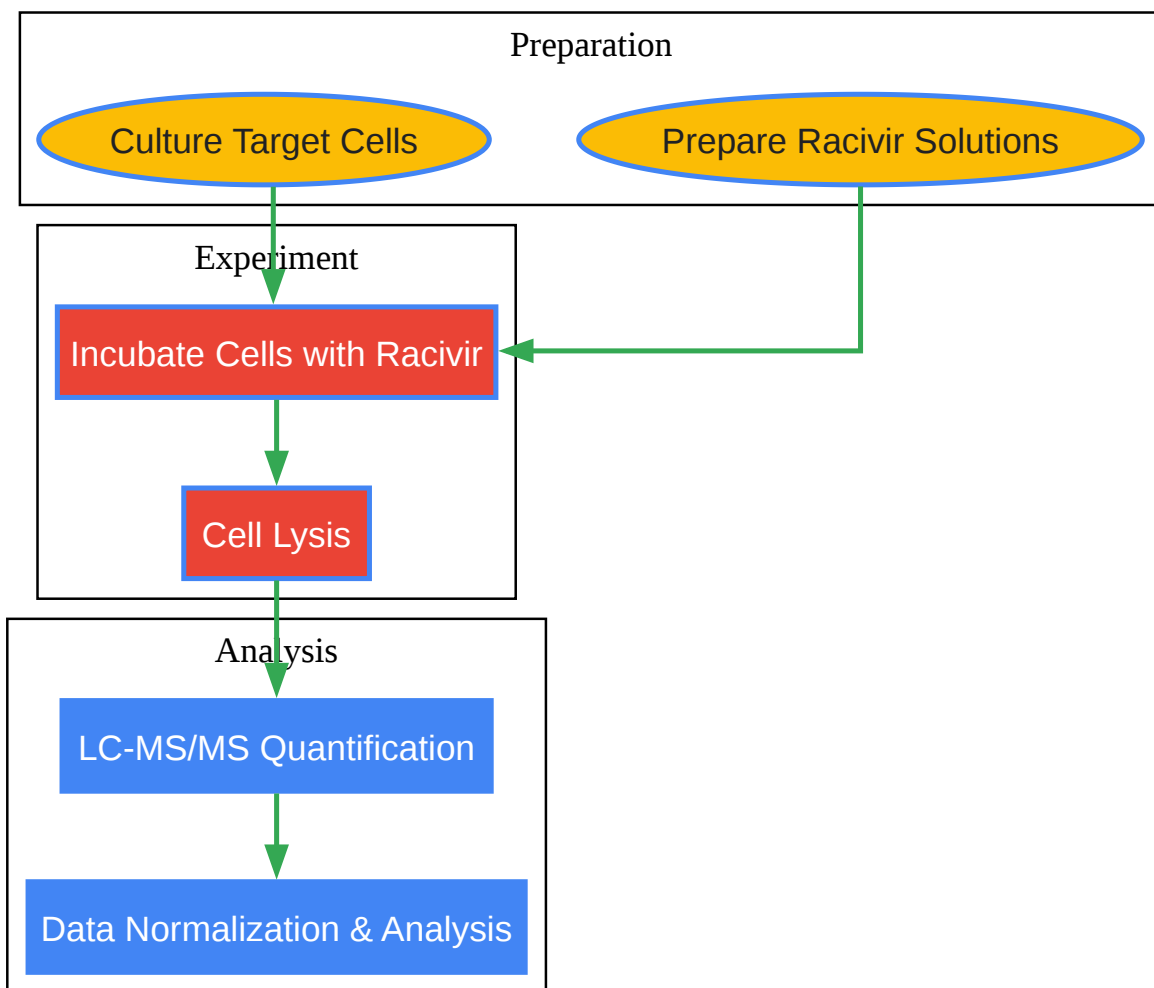 Preparation
Culture Target Cells
Prepare Racivir Solutions
Experiment
Incubate Cells with Racivir
Cell Lysis
Analysis
LC-MS/MS Quantification
Data Normalization & Analysis